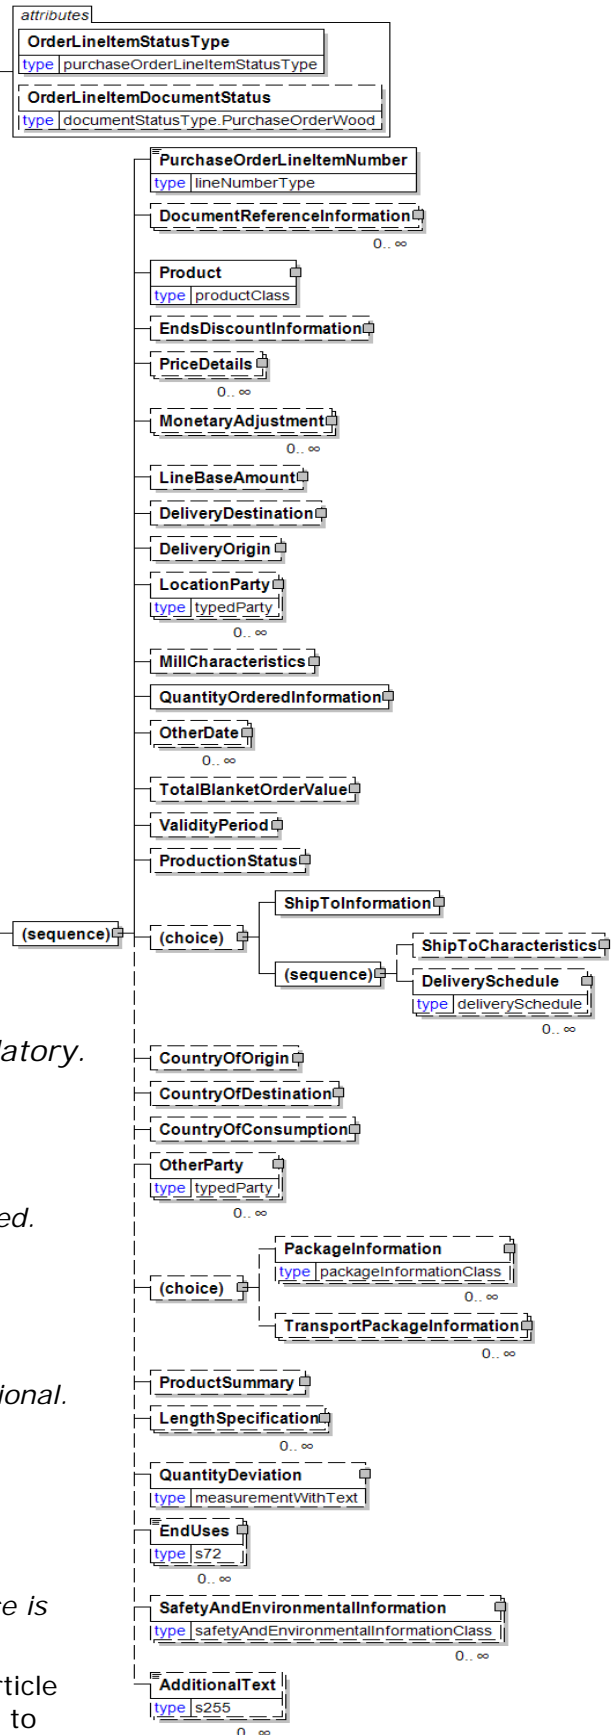 attributes
OrderLineItemStatusType
type purchaseOrderLineItemStatusType
OrderLineItemDocumentStatus
type documentStatusType.PurchaseOrderWood
PurchaseOrderLineItemNumber
type lineNumberType
DocumentReferenceInformation
0.. ∞
Product
type productClass
EndsDiscountInformation
PriceDetails
0.. ∞
MonetaryAdjustment
0.. ∞
LineBaseAmount
DeliveryDestination
DeliveryOrigin
LocationParty
type typedParty
0.. ∞
MillCharacteristics
QuantityOrderedInformation
OtherDate
0.. ∞
TotalBlanketOrderValue
ValidityPeriod
ProductionStatus
ShipToInformation
(sequence) (choice)
ShipToCharacteristics
(sequence) DeliverySchedule
type deliverySchedule
0.. ∞
latory.
CountryOfOrigin
CountryOfDestination
CountryOfConsumption
OtherParty
type typedParty
0.. ∞
ed.
PackageInformation
type packageInformationClass
0.. ∞
(choice)
TransportPackageInformation
0.. ∞
ProductSummary
ional.
LengthSpecification
0.. ∞
QuantityDeviation
type measurementWithText
EndUses
type s72
0.. ∞
e is
SafetyAndEnvironmentalInformation
type safetyAndEnvironmentalInformationClass
0.. ∞
rticle
AdditionalText
type s255
to
0.. ∞